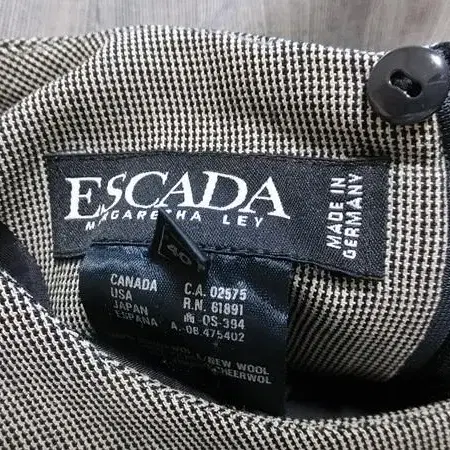 ESCADA
MARGARETHA LEY
MADE IN
GERMANY
40
CANADA C.A. 02575
USA R.N. 61891
JAPAN OS-394
ESPANA A.-08.475402
/NEW WOOL